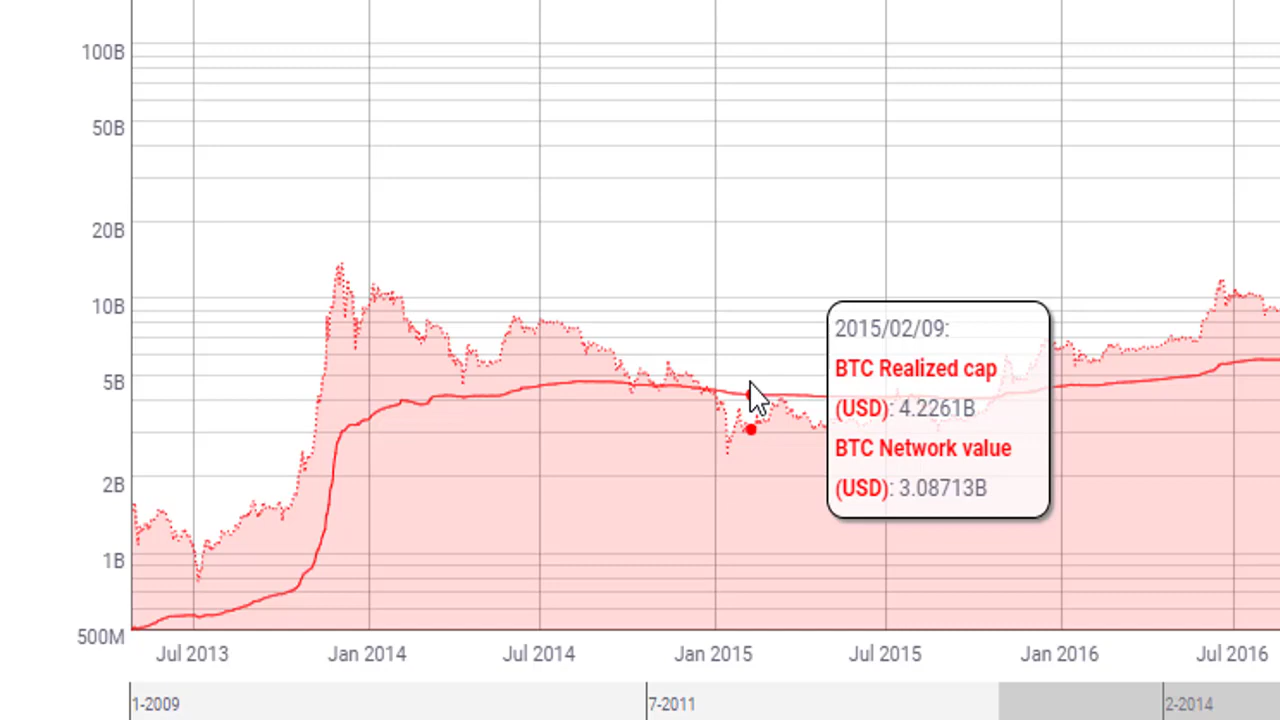 100B
50B
20B
10B
5B
2B
1B
500M
2015/02/09:
BTC Realized cap
(USD): 4.2261B
BTC Network value
(USD): 3.08713B
Jul 2013 Jan 2014 Jul 2014 Jan 2015 Jul 2015 Jan 2016 Jul 2016
1-2009 7-2011 2-2014